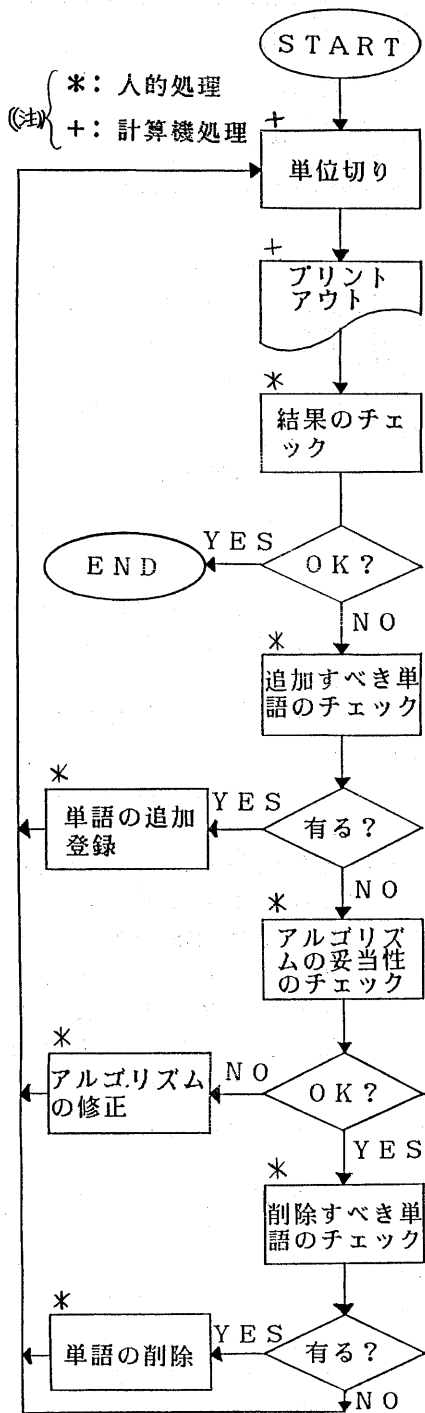 START
(注) *: 人的処理
+: 計算機処理
+
単位切り
+
プリント
アウト
*
結果のチェ
ック
OK?
YES
END
NO
*
追加すべき単
語のチェック
有る?
YES
*
単語の追加
登録
NO
*
アルゴリズ
ムの妥当性
のチェック
OK?
NO
*
アルゴリズム
の修正
YES
*
削除すべき単
語のチェック
有る?
YES
*
単語の削除
NO